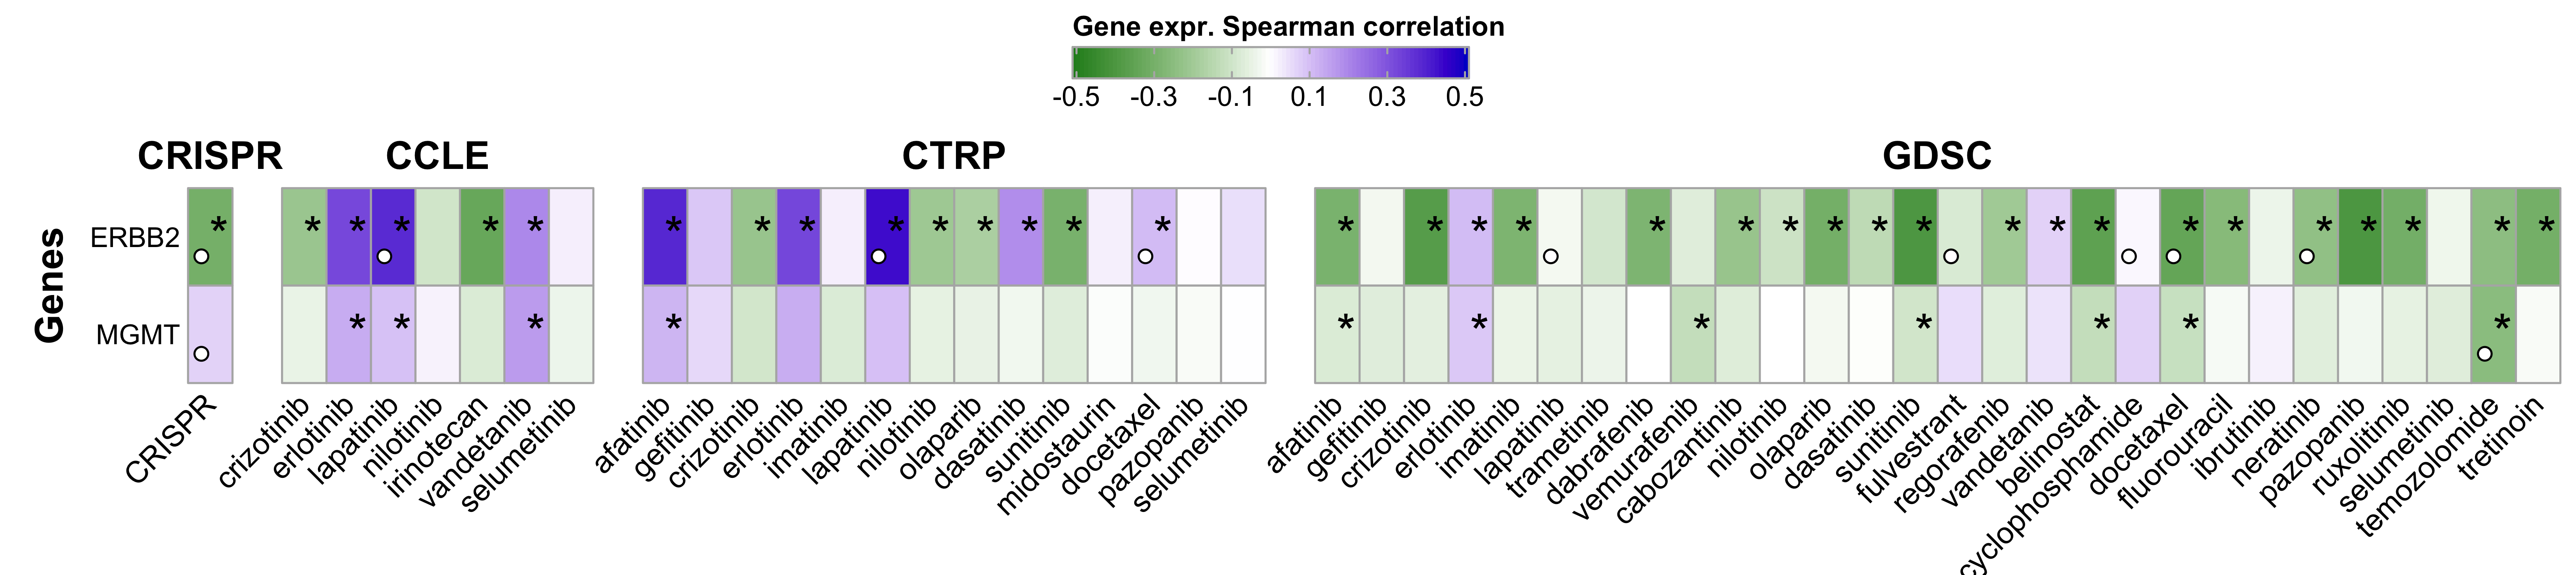 Gene expr. Spearman correlation
-0.5 -0.3 -0.1 0.1 0.3 0.5
CRISPR CCLE CTRP GDSC
Genes
ERBB2 * * * * * * * * * * * * * * * * * * * * * * * * * * * * * * * * * *
MGMT * * * * * * * * * * *
CRISPR
crizotinib erlotinib lapatinib nilotinib irinotecan vandetanib selumetinib
afatinib gefitinib crizotinib erlotinib imatinib lapatinib nilotinib olaparib dasatinib sunitinib midostaurin docetaxel pazopanib selumetinib
afatinib gefitinib crizotinib erlotinib imatinib lapatinib trametinib dabrafenib vemurafenib cabozantinib nilotinib olaparib dasatinib sunitinib fulvestrant regorafenib vandetanib belinostat cyclophosphamide docetaxel fluorouracil ibrutinib neratinib pazopanib ruxolitinib selumetinib temozolomide tretinoin